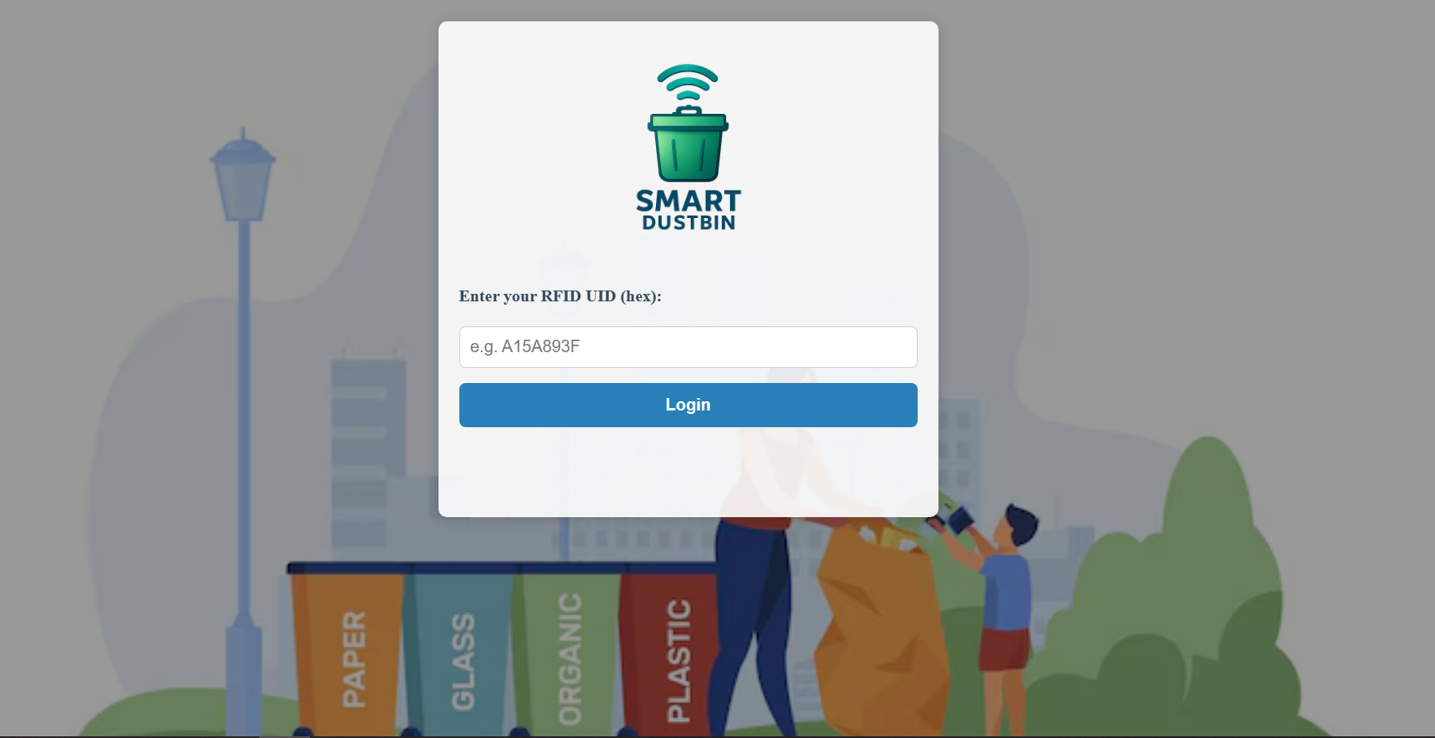 SMART
DUSTBIN
Enter your RFID UID (hex):
e.g. A15A893F
Login
PAPER
GLASS
ORGANIC
PLASTIC